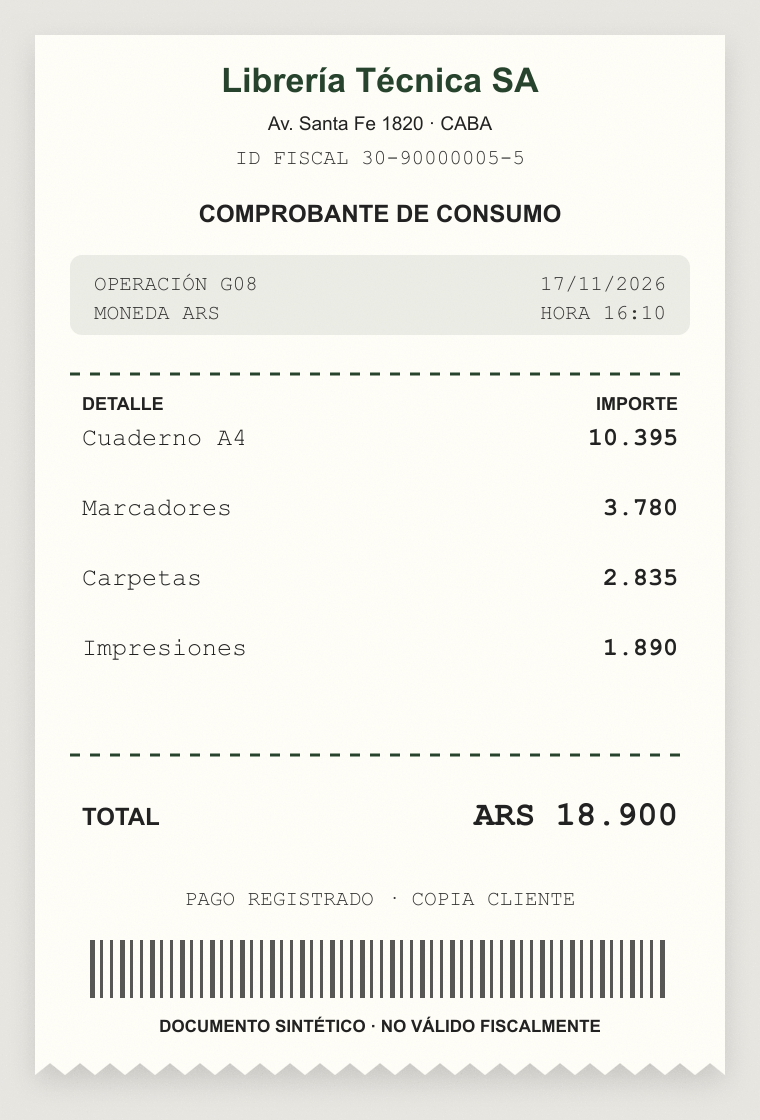 Librería Técnica SA
Av. Santa Fe 1820 · CABA
ID FISCAL 30-90000005-5
COMPROBANTE DE CONSUMO
OPERACIÓN G08 17/11/2026
MONEDA ARS HORA 16:10
DETALLE IMPORTE
Cuaderno A4 10.395
Marcadores 3.780
Carpetas 2.835
Impresiones 1.890
TOTAL ARS 18.900
PAGO REGISTRADO · COPIA CLIENTE
DOCUMENTO SINTÉTICO · NO VÁLIDO FISCALMENTE